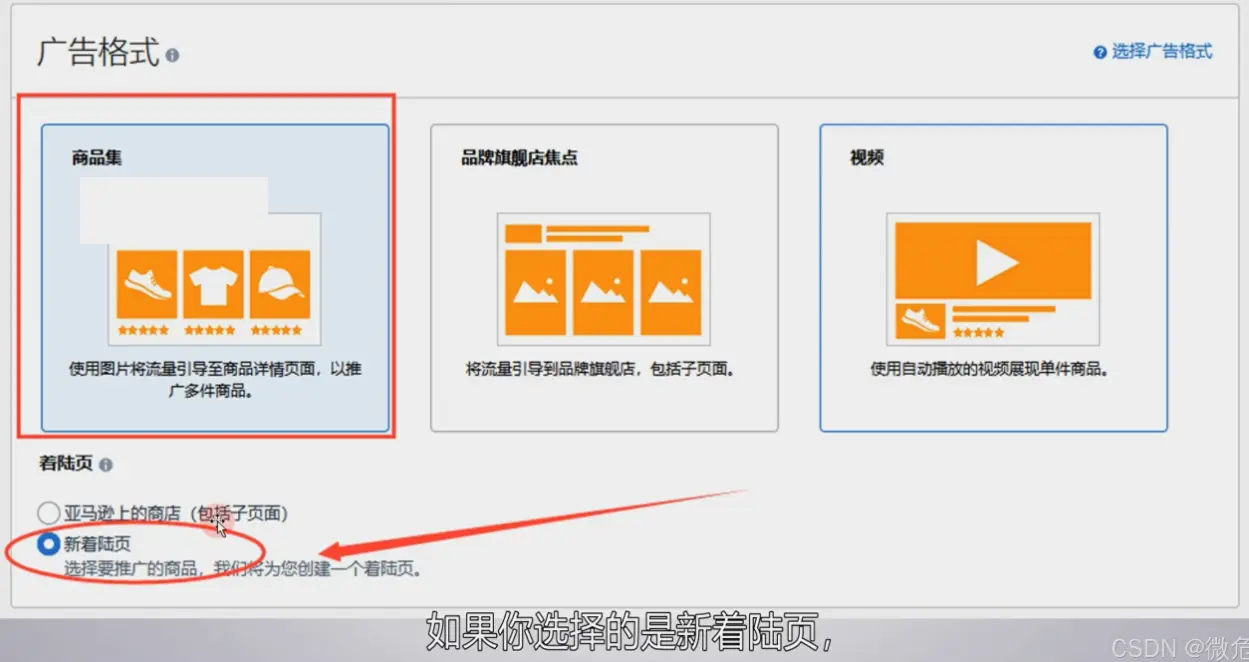 广告格式
选择广告格式
商品集
品牌旗舰店焦点
视频
使用图片将流量引导至商品详情页面，以推
广多件商品。
将流量引导到品牌旗舰店，包括子页面。
使用自动播放的视频展现单件商品。
着陆页
亚马逊上的商店（包括子页面）
新着陆页
选择要推广的商品，我们将为您创建一个着陆页。
如果你选择的是新着陆页，
CSDN @微危